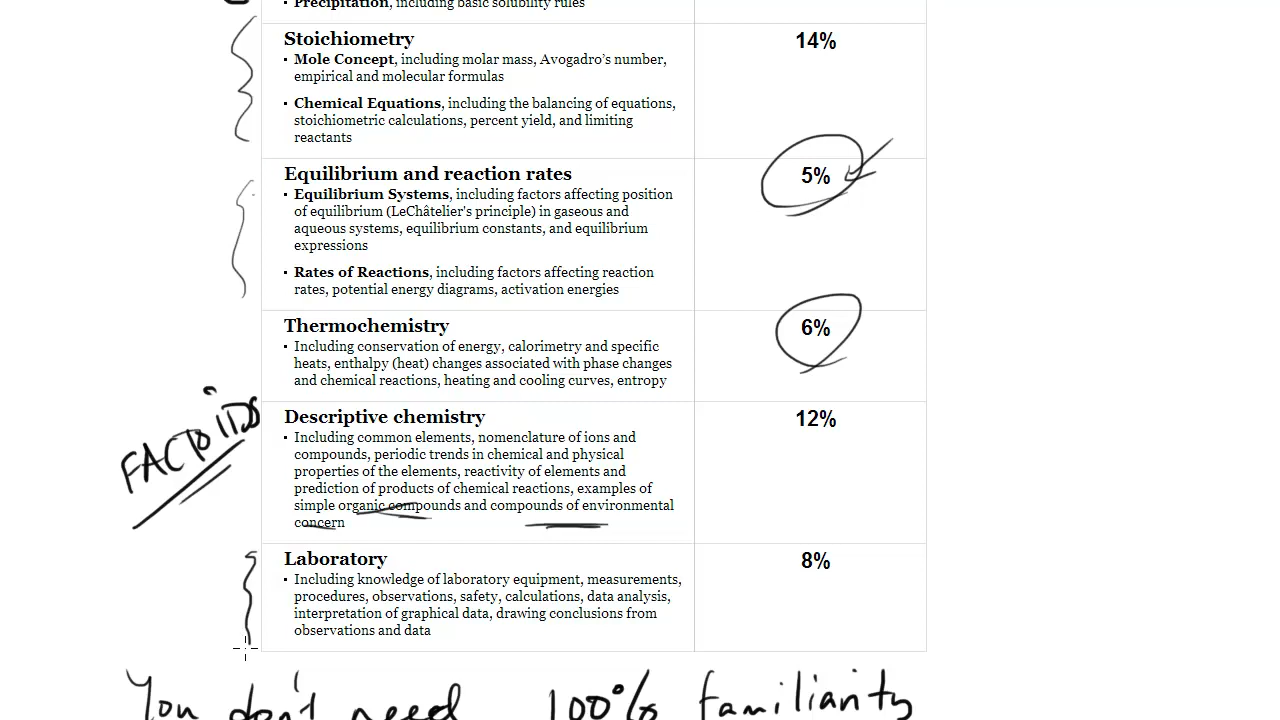 Precipitation, including basic solubility rules
Stoichiometry
14%
▪ Mole Concept, including molar mass, Avogadro's number,
empirical and molecular formulas
▪ Chemical Equations, including the balancing of equations,
stoichiometric calculations, percent yield, and limiting
reactants
Equilibrium and reaction rates
5%
▪ Equilibrium Systems, including factors affecting position
of equilibrium (LeChâtelier's principle) in gaseous and
aqueous systems, equilibrium constants, and equilibrium
expressions
▪ Rates of Reactions, including factors affecting reaction
rates, potential energy diagrams, activation energies
Thermochemistry
6%
▪ Including conservation of energy, calorimetry and specific
heats, enthalpy (heat) changes associated with phase changes
and chemical reactions, heating and cooling curves, entropy
FACTOIDS
Descriptive chemistry
12%
▪ Including common elements, nomenclature of ions and
compounds, periodic trends in chemical and physical
properties of the elements, reactivity of elements and
prediction of products of chemical reactions, examples of
simple organic compounds and compounds of environmental
concern
Laboratory
8%
▪ Including knowledge of laboratory equipment, measurements,
procedures, observations, safety, calculations, data analysis,
interpretation of graphical data, drawing conclusions from
observations and data
You don't need 100% familiarity